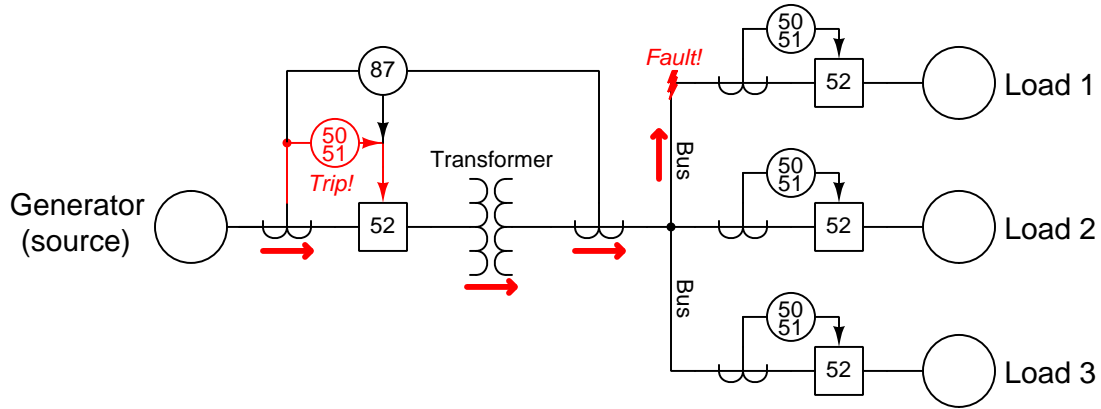 50
51
87
Fault!
52
Load 1
50
51
Trip!
Transformer
Bus
50
51
Generator
(source)
52
52
Load 2
Bus
50
51
52
Load 3